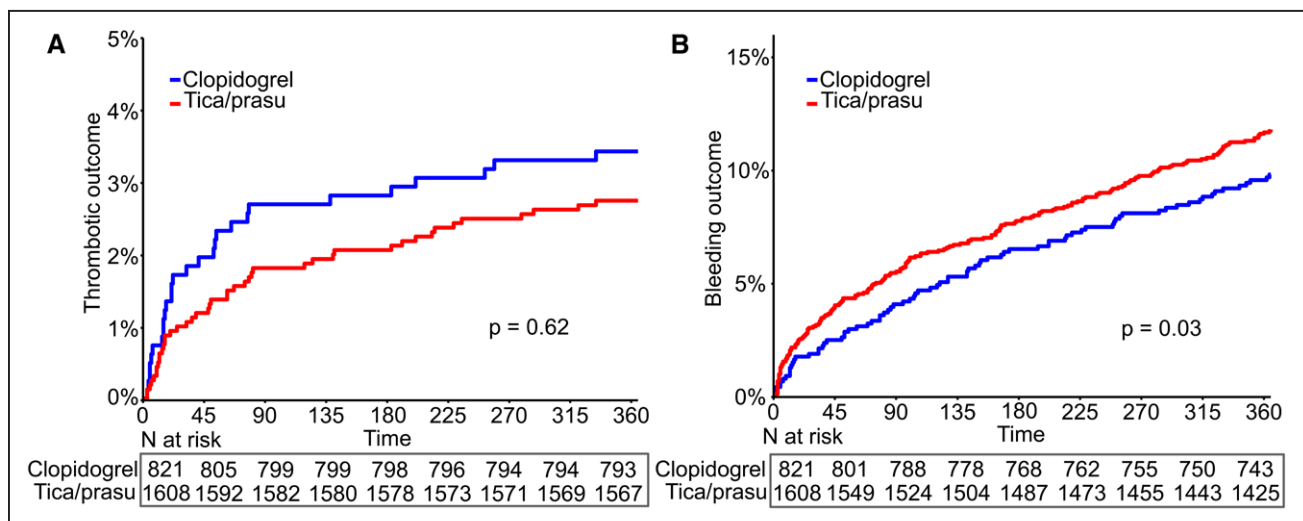 A
5%
4%
3%
2%
1%
0%
Thrombotic outcome
Clopidogrel
Tica/prasu
p = 0.62
0 45 90 135 180 225 270 315 360
N at risk Time
Clopidogrel 821 805 799 799 798 796 794 794 793
Tica/prasu 1608 1592 1582 1580 1578 1573 1571 1569 1567
B
15%
10%
5%
0%
Bleeding outcome
Clopidogrel
Tica/prasu
p = 0.03
0 45 90 135 180 225 270 315 360
N at risk Time
Clopidogrel 821 801 788 778 768 762 755 750 743
Tica/prasu 1608 1549 1524 1504 1487 1473 1455 1443 1425